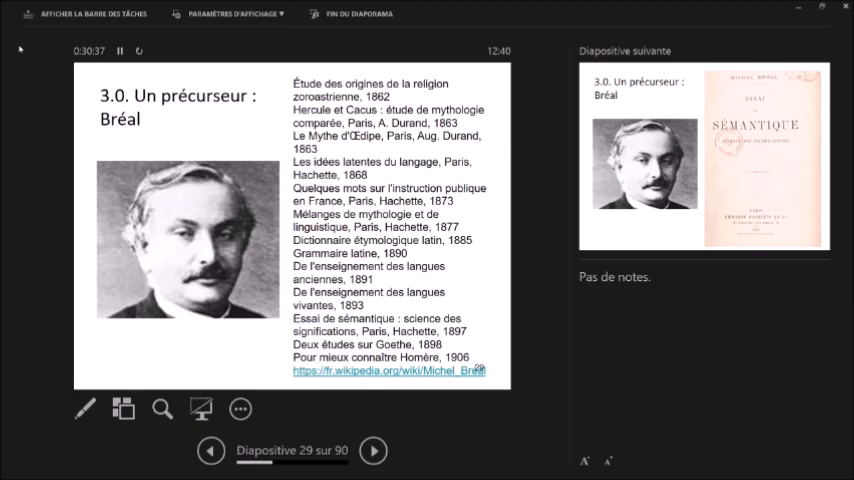 AFFICHER LA BARRE DES TÂCHES
PARAMÈTRES D'AFFICHAGE ▼
FIN DU DIAPORAMA
0:30:37
12:40
3.0. Un précurseur :
Bréal
Étude des origines de la religion
zoroastrienne, 1862
Hercule et Cacus : étude de mythologie
comparée, Paris, A. Durand, 1863
Le Mythe d'Œdipe, Paris, Aug. Durand,
1863
Les idées latentes du langage, Paris,
Hachette, 1868
Quelques mots sur l'instruction publique
en France, Paris, Hachette, 1873
Mélanges de mythologie et de
linguistique, Paris, Hachette, 1877
Dictionnaire étymologique latin, 1885
Grammaire latine, 1890
De l'enseignement des langues
anciennes, 1891
De l'enseignement des langues
vivantes, 1893
Essai de sémantique : science des
significations, Paris, Hachette, 1897
Deux études sur Goethe, 1898
Pour mieux connaître Homère, 1906
https://fr.wikipedia.org/wiki/Michel_Bréal
29
Diapositive 29 sur 90
Diapositive suivante
3.0. Un précurseur :
Bréal
MICHEL BRÉAL
ESSAI
DE
SÉMANTIQUE
PARIS
LIBRAIRIE HACHETTE ET Cie
Pas de notes.
A A